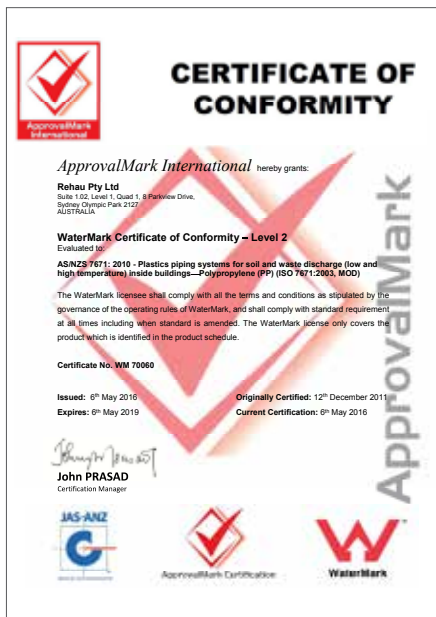 CERTIFICATE OF
CONFORMITY
ApprovalMark
International
ApprovalMark International hereby grants:
Rehau Pty Ltd
Suite 1.02, Level 1, Quad 1, 8 Parkview Drive,
Sydney Olympic Park 2127
AUSTRALIA
WaterMark Certificate of Conformity – Level 2
Evaluated to:
AS/NZS 7671: 2010 - Plastics piping systems for soil and waste discharge (low and
high temperature) inside buildings—Polypropylene (PP) (ISO 7671:2003, MOD)
The WaterMark licensee shall comply with all the terms and conditions as stipulated by the
governance of the operating rules of WaterMark, and shall comply with standard requirement
at all times including when standard is amended. The WaterMark license only covers the
product which is identified in the product schedule.
Certificate No. WM 70060
Issued: 6th May 2016 Originally Certified: 12th December 2011
Expires: 6th May 2019 Current Certification: 6th May 2016
John PRASAD
Certification Manager
ApprovalMark
JAS-ANZ
ApprovalMark Certification
WaterMark